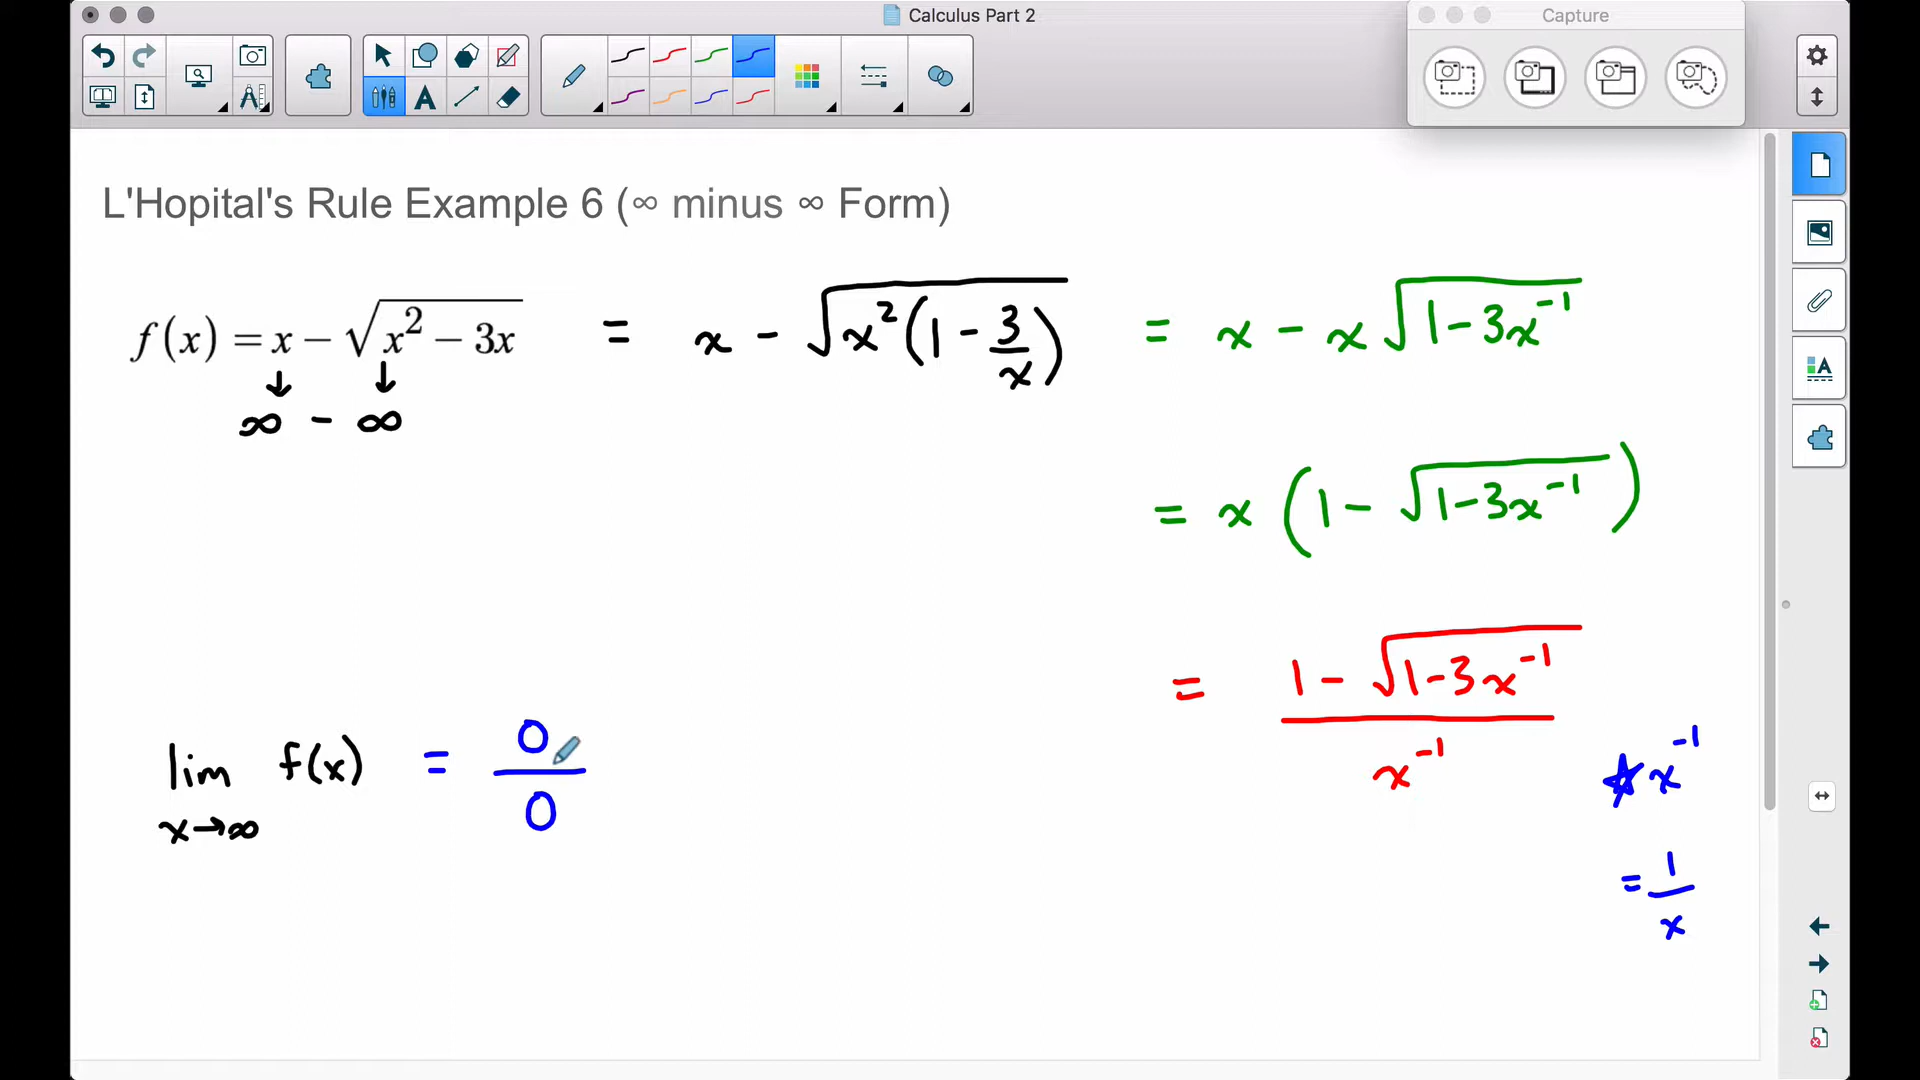 Calculus Part 2
Capture
L'Hopital's Rule Example 6 (∞ minus ∞ Form)
f(x) = x − √(x² − 3x) = x − √(x²(1 − 3/x)) = x − x√(1 − 3x⁻¹)
↓ ↓
∞ − ∞
= x (1 − √(1 − 3x⁻¹))
= (1 − √(1 − 3x⁻¹)) / x⁻¹
lim f(x) = 0/0
x→∞
☆ x⁻¹
= 1/x